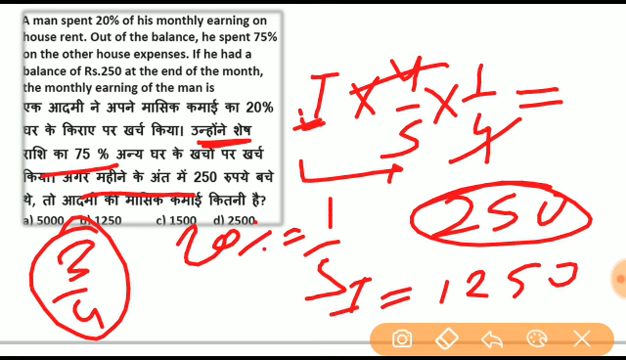 A man spent 20% of his monthly earning on
house rent. Out of the balance, he spent 75%
on the other house expenses. If he had a
balance of Rs.250 at the end of the month,
the monthly earning of the man is
एक आदमी ने अपने मासिक कमाई का 20%
घर के किराए पर खर्च किया। उन्होंने शेष
राशि का 75 % अन्य घर के खर्चों पर खर्च
किया। अगर महीने के अंत में 250 रुपये बचे
थे, तो आदमी की मासिक कमाई कितनी है?
a) 5000 b) 1250 c) 1500 d) 2500
I × 4/5 × 1/4 =
250
20% = 1/5
3/4
I = 1250